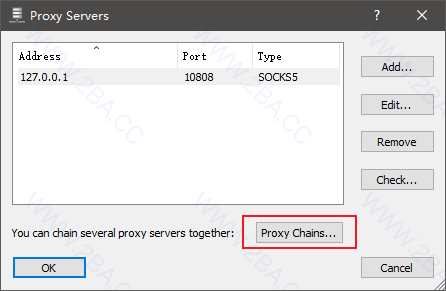 Proxy Servers
Address Port Type
127.0.0.1 10808 SOCKS5
Add...
Edit...
Remove
Check...
You can chain several proxy servers together: Proxy Chains...
OK Cancel
WWW.2BA.CC